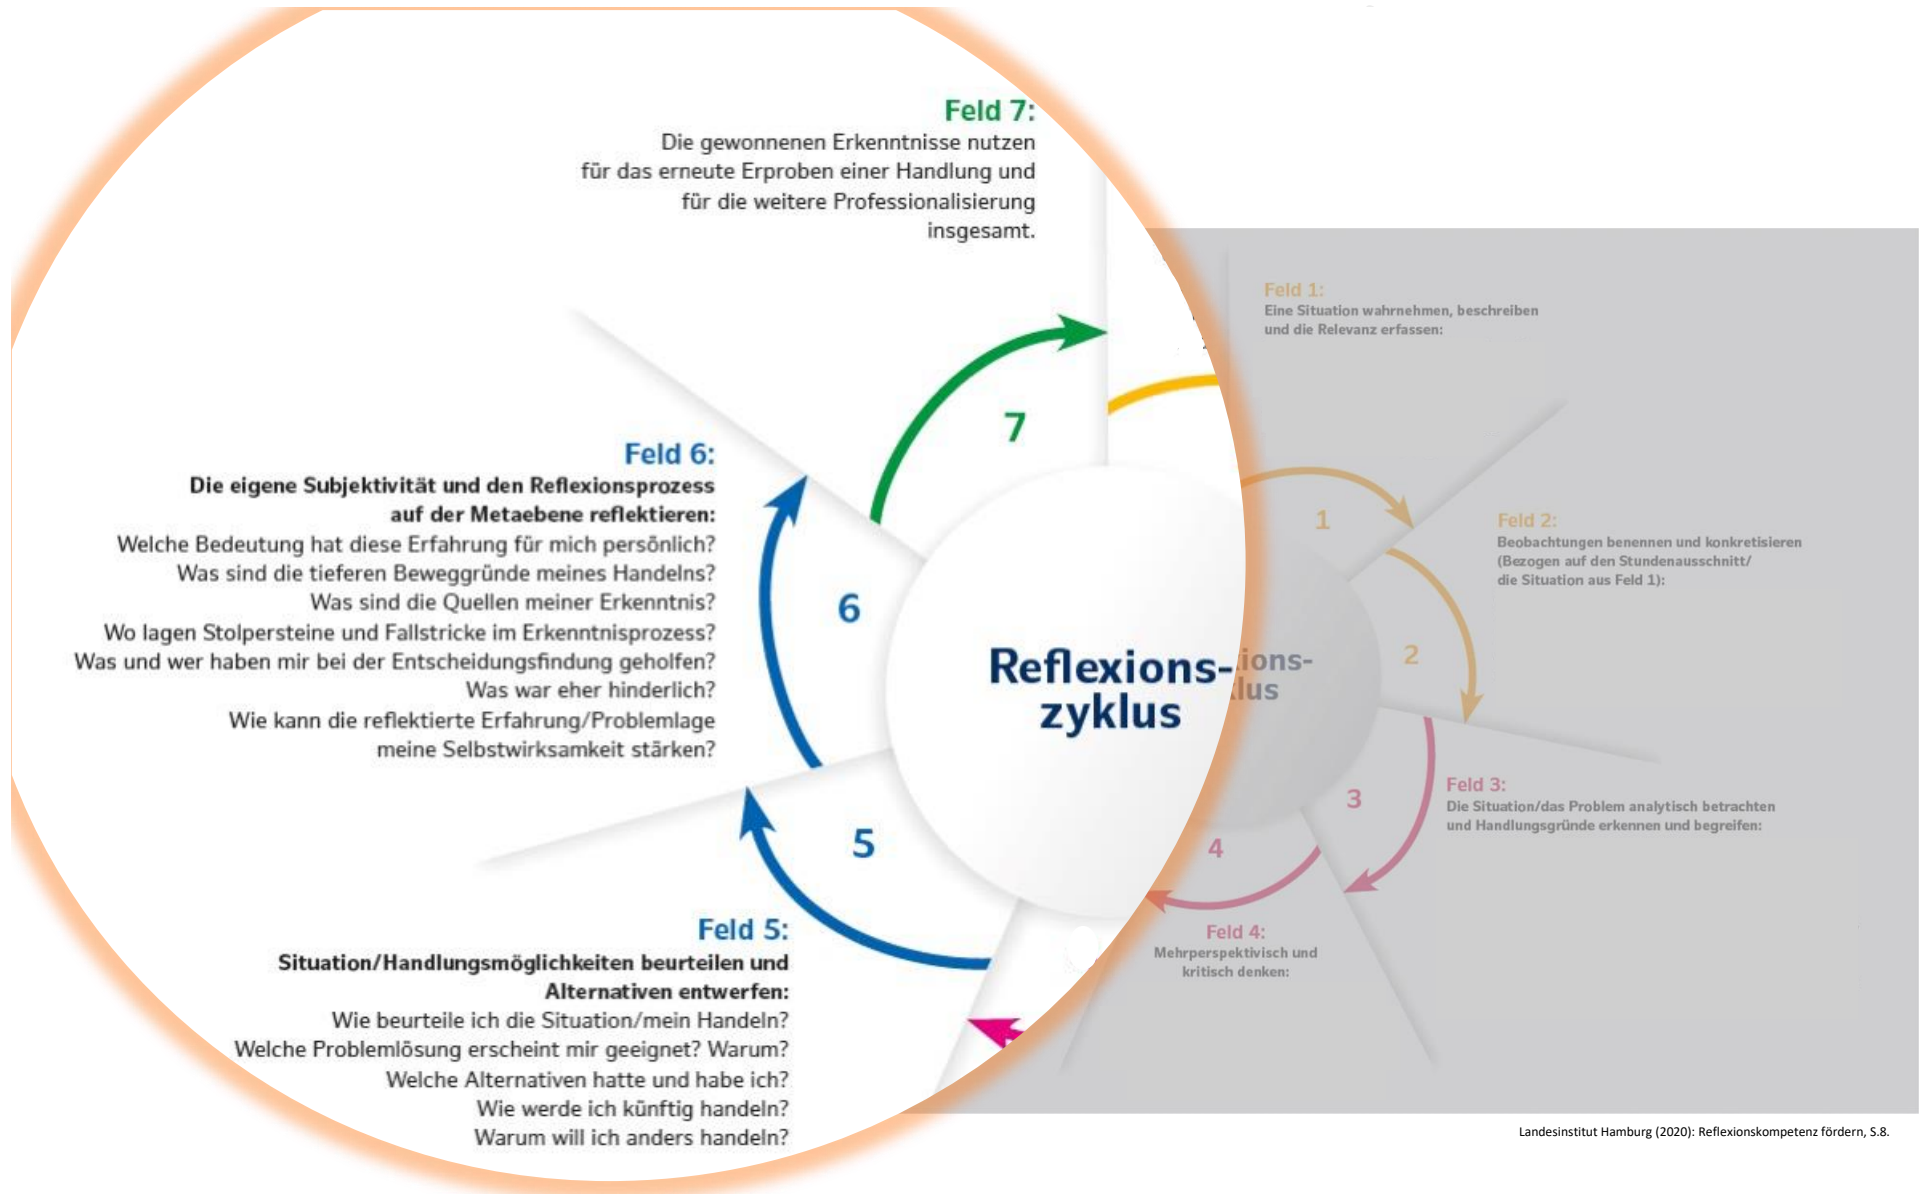 Feld 7:
Die gewonnenen Erkenntnisse nutzen
für das erneute Erproben einer Handlung und
für die weitere Professionalisierung
insgesamt.
7
Feld 6:
Die eigene Subjektivität und den Reflexionsprozess
auf der Metaebene reflektieren:
Welche Bedeutung hat diese Erfahrung für mich persönlich?
Was sind die tieferen Beweggründe meines Handelns?
Was sind die Quellen meiner Erkenntnis?
Wo lagen Stolpersteine und Fallstricke im Erkenntnisprozess?
Was und wer haben mir bei der Entscheidungsfindung geholfen?
Was war eher hinderlich?
Wie kann die reflektierte Erfahrung/Problemlage
meine Selbstwirksamkeit stärken?
6
5
Feld 5:
Situation/Handlungsmöglichkeiten beurteilen und
Alternativen entwerfen:
Wie beurteile ich die Situation/mein Handeln?
Welche Problemlösung erscheint mir geeignet? Warum?
Welche Alternativen hatte und habe ich?
Wie werde ich künftig handeln?
Warum will ich anders handeln?
Reflexions-
zyklus
ions-
lus
Feld 1:
Eine Situation wahrnehmen, beschreiben
und die Relevanz erfassen:
1
Feld 2:
Beobachtungen benennen und konkretisieren
(Bezogen auf den Stundenausschnitt/
die Situation aus Feld 1):
2
Feld 3:
Die Situation/das Problem analytisch betrachten
und Handlungsgründe erkennen und begreifen:
3
4
Feld 4:
Mehrperspektivisch und
kritisch denken:
Landesinstitut Hamburg (2020): Reflexionskompetenz fördern, S.8.